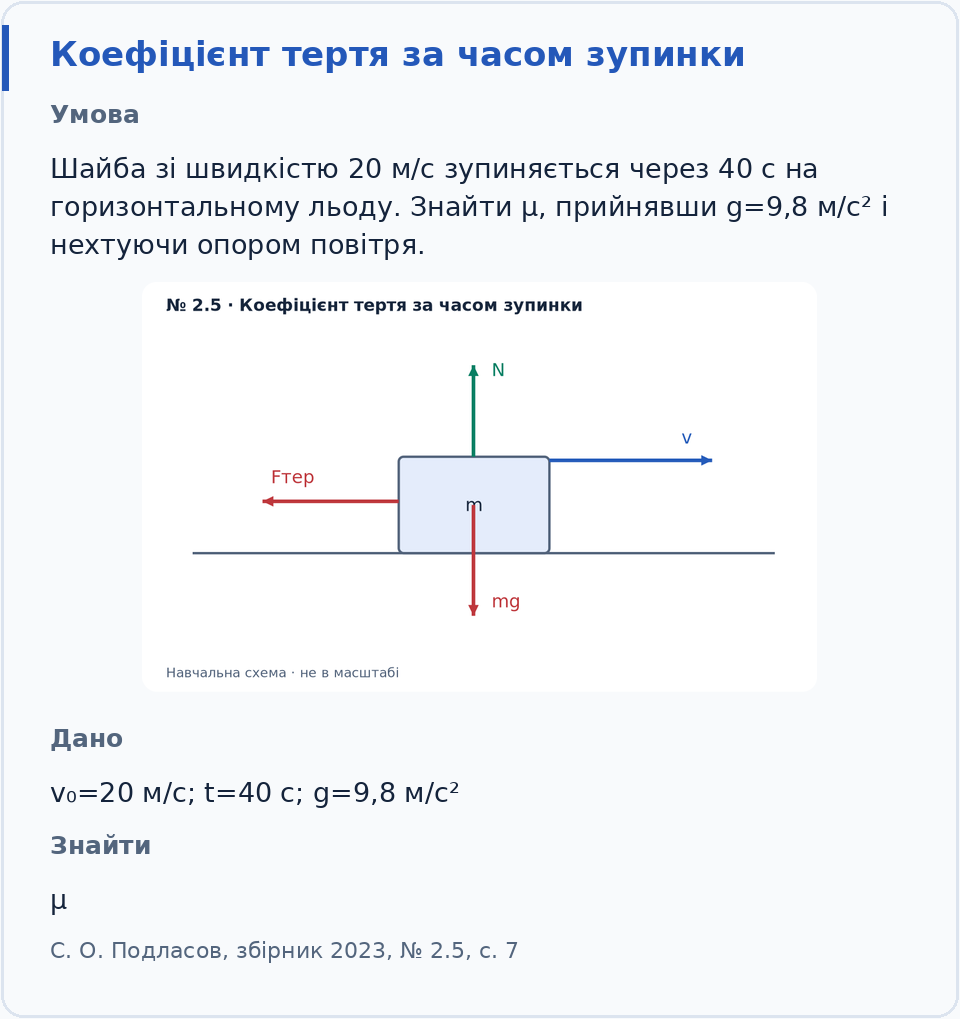 Коефіцієнт тертя за часом зупинки
Умова
Шайба зі швидкістю 20 м/с зупиняється через 40 с на
горизонтальному льоду. Знайти μ, прийнявши g=9,8 м/с² і
нехтуючи опором повітря.
№ 2.5 · Коефіцієнт тертя за часом зупинки
N
v
Fтер
m
mg
Навчальна схема · не в масштабі
Дано
v₀=20 м/с; t=40 с; g=9,8 м/с²
Знайти
μ
С. О. Подласов, збірник 2023, № 2.5, с. 7